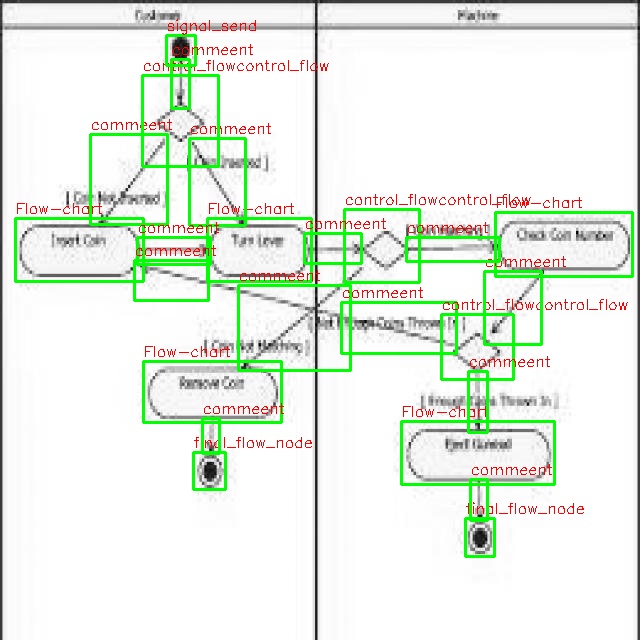 Customer
Machine
signal_send
commeent
control_flowcontrol_flow
commeent
commeent
[ Coin Inserted ]
[ Coin Not Inserted ]
Flow-chart
Flow-chart
control_flowcontrol_flow
Flow-chart
commeent
commeent
commeent
Insert Coin
Turn Lever
Check Coin Number
commeent
commeent
commeent
commeent
control_flowcontrol_flow
[ Not Enough Coins Thrown In ]
[ Coin Not Matching ]
Flow-chart
commeent
Remove Coin
[ Enough Coins Thrown In ]
commeent
Flow-chart
final_flow_node
Eject Gumball
commeent
final_flow_node